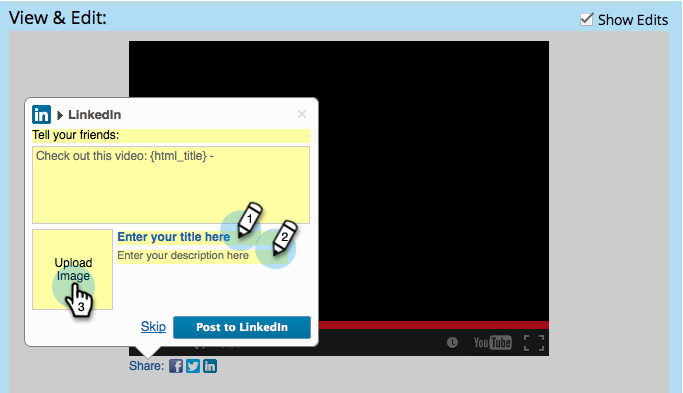 View & Edit:
Show Edits
in LinkedIn
×
Tell your friends:
Check out this video: {html_title} -
Enter your title here
1
Enter your description here
2
Upload
Image
3
Skip
Post to LinkedIn
YouTube
Share: f in